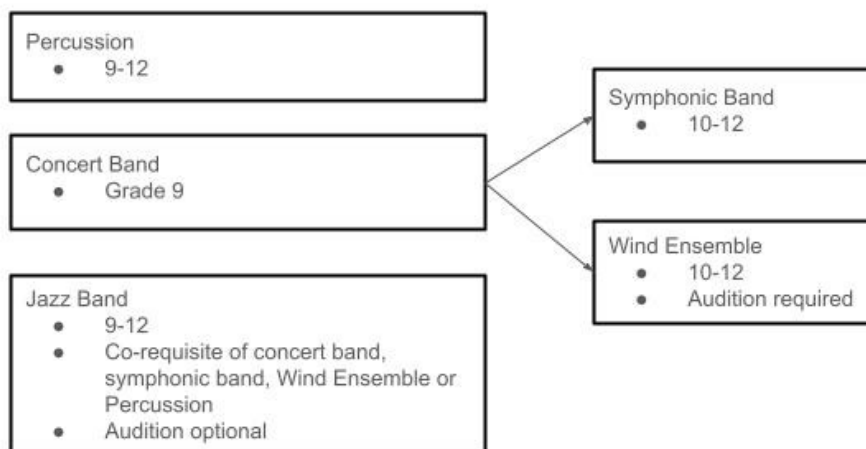 Percussion
● 9-12
Concert Band
● Grade 9
Jazz Band
● 9-12
● Co-requisite of concert band,
symphonic band, Wind Ensemble or
Percussion
● Audition optional
Symphonic Band
● 10-12
Wind Ensemble
● 10-12
● Audition required